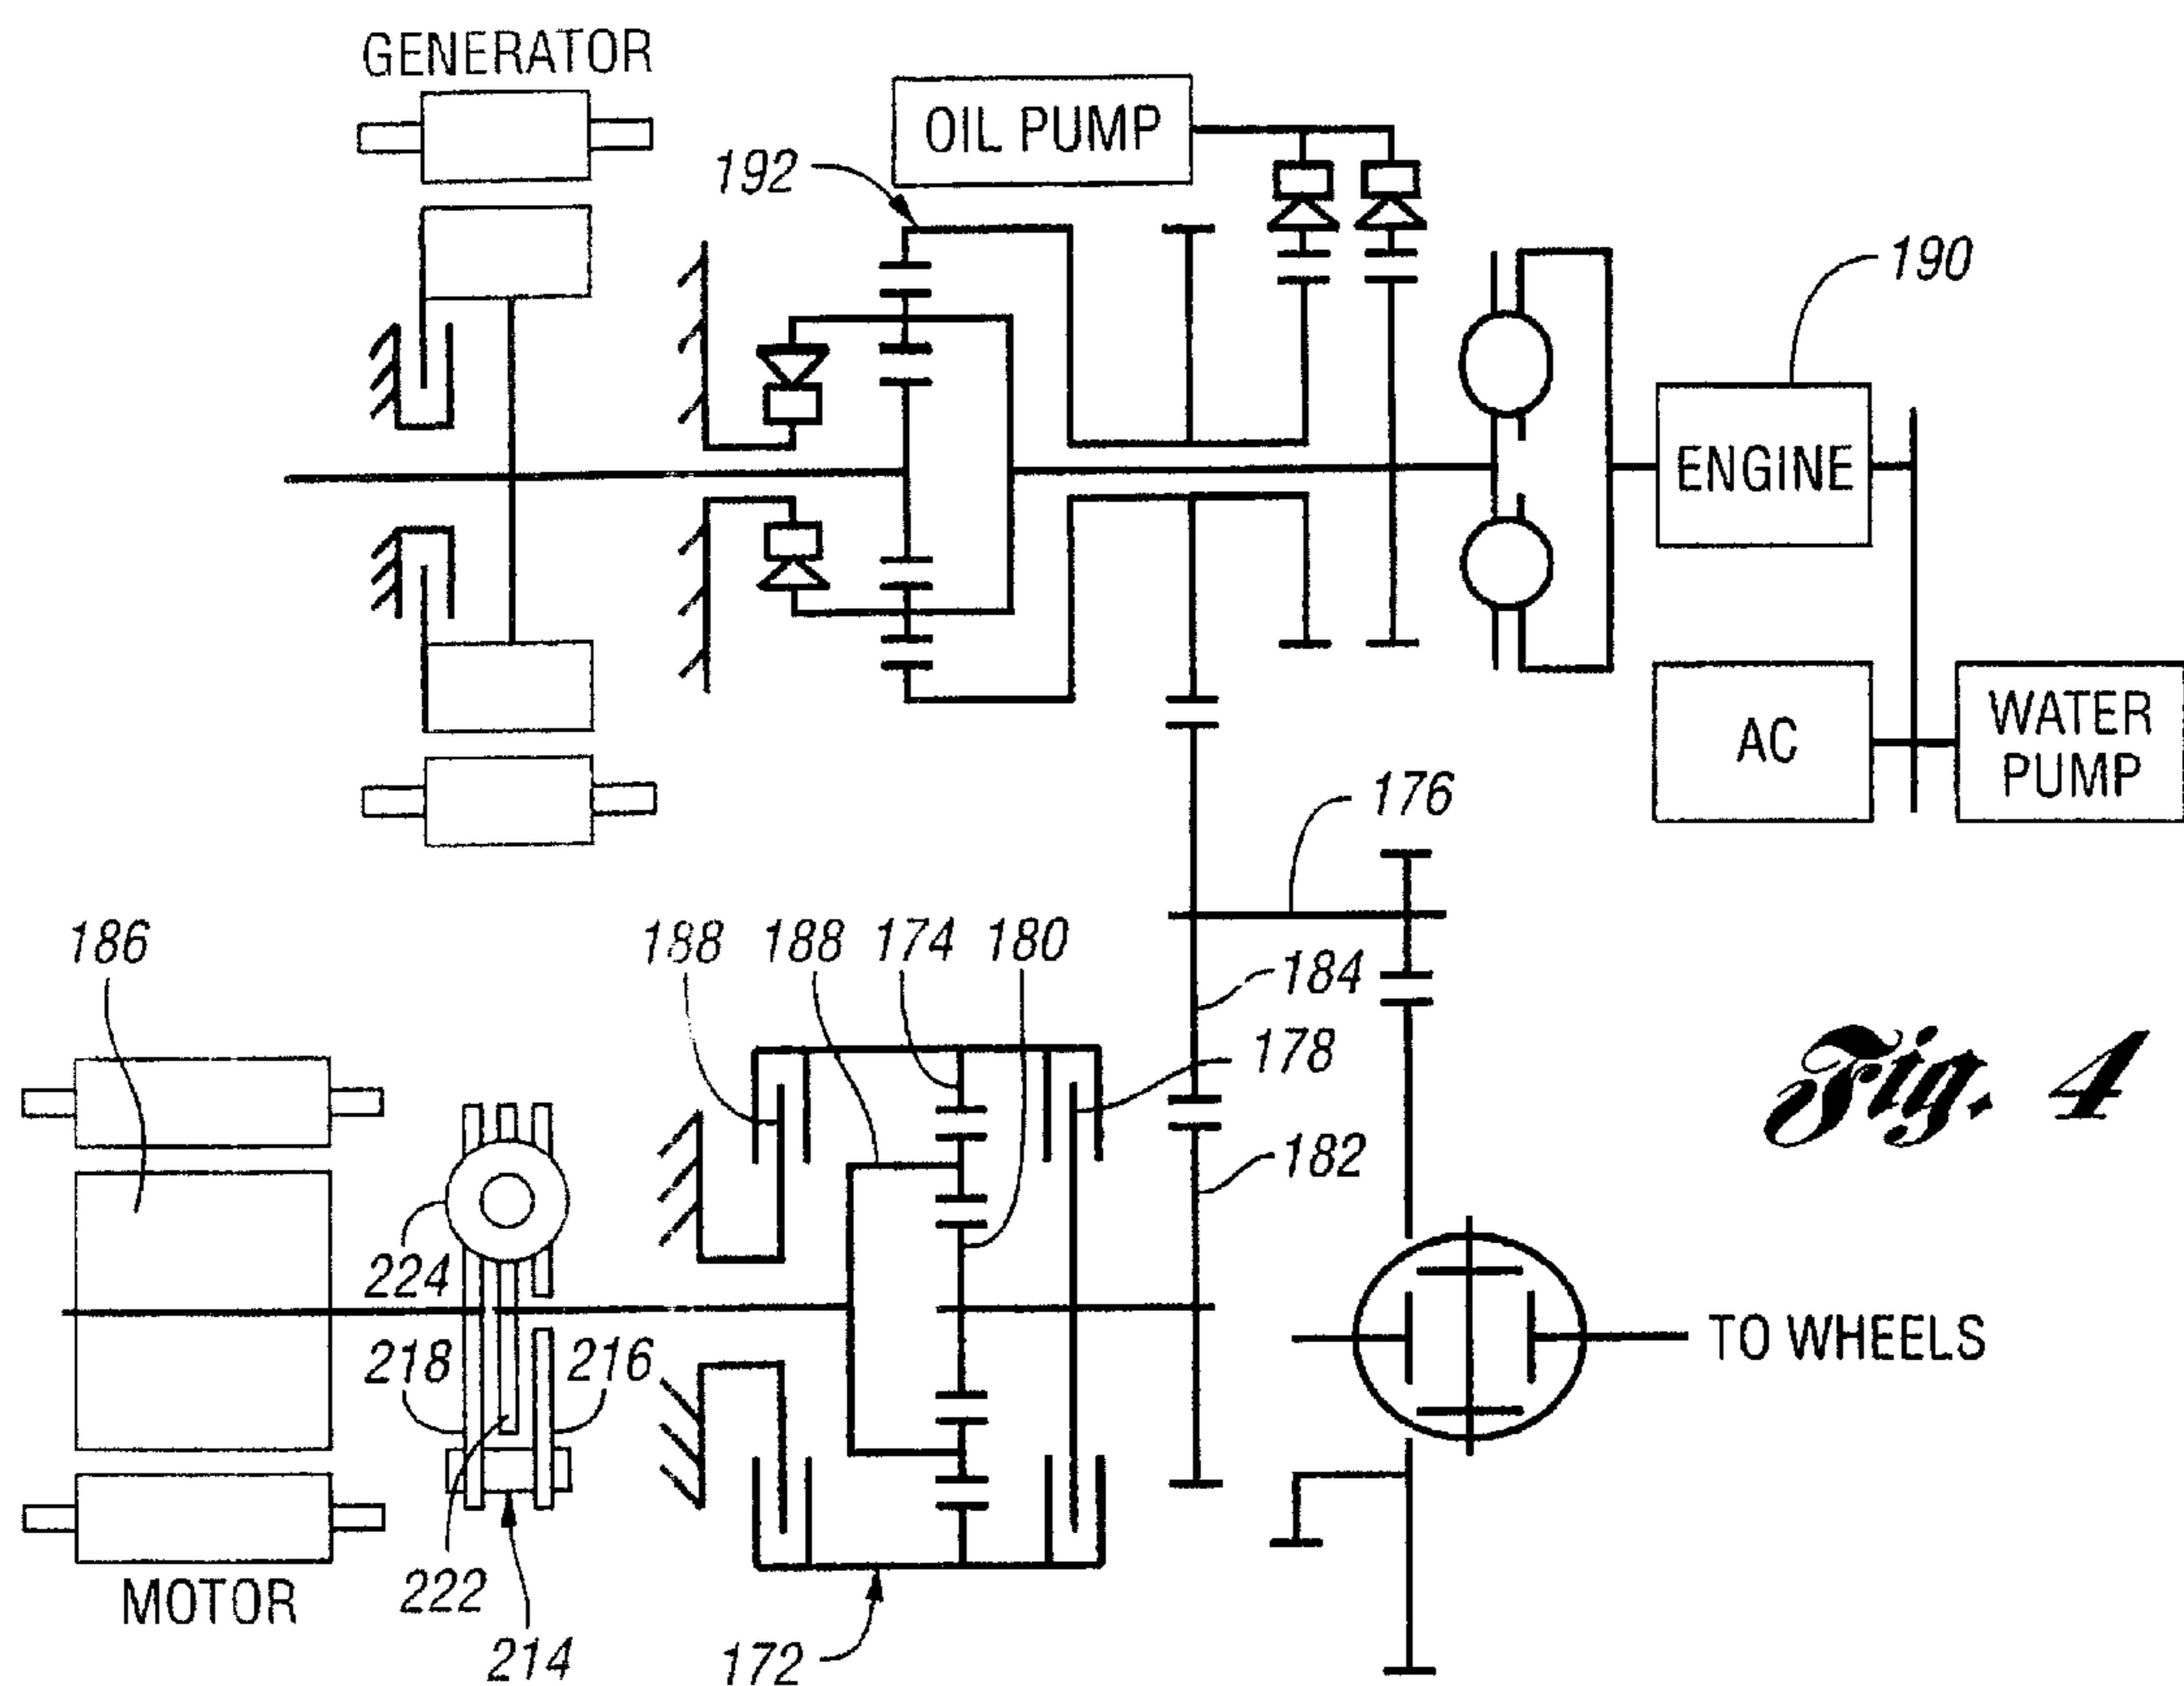 GENERATOR
OIL PUMP
192
190
ENGINE
AC
WATER
PUMP
176
186
188
188
174
180
184
178
182
Fig. 4
224
218
216
TO WHEELS
222
MOTOR
214
172